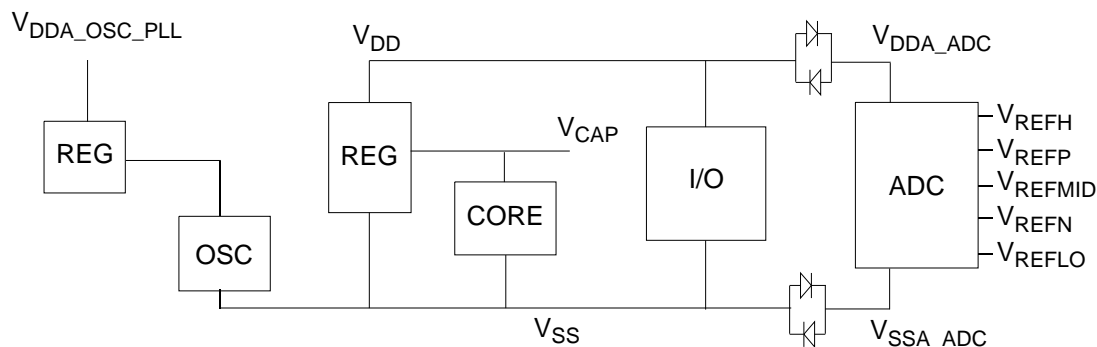 VDDA_OSC_PLL
VDD
VDDA_ADC
REG
REG
VCAP
CORE
I/O
ADC
VREFH
VREFP
VREFMID
VREFN
VREFLO
OSC
VSS
VSSA_ADC